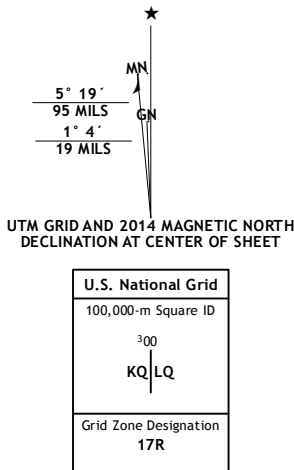 MN
GN
5° 19´
95 MILS
1° 4´
19 MILS
UTM GRID AND 2014 MAGNETIC NORTH
DECLINATION AT CENTER OF SHEET
U.S. National Grid
100,000-m Square ID
³00
KQ LQ
Grid Zone Designation
17R